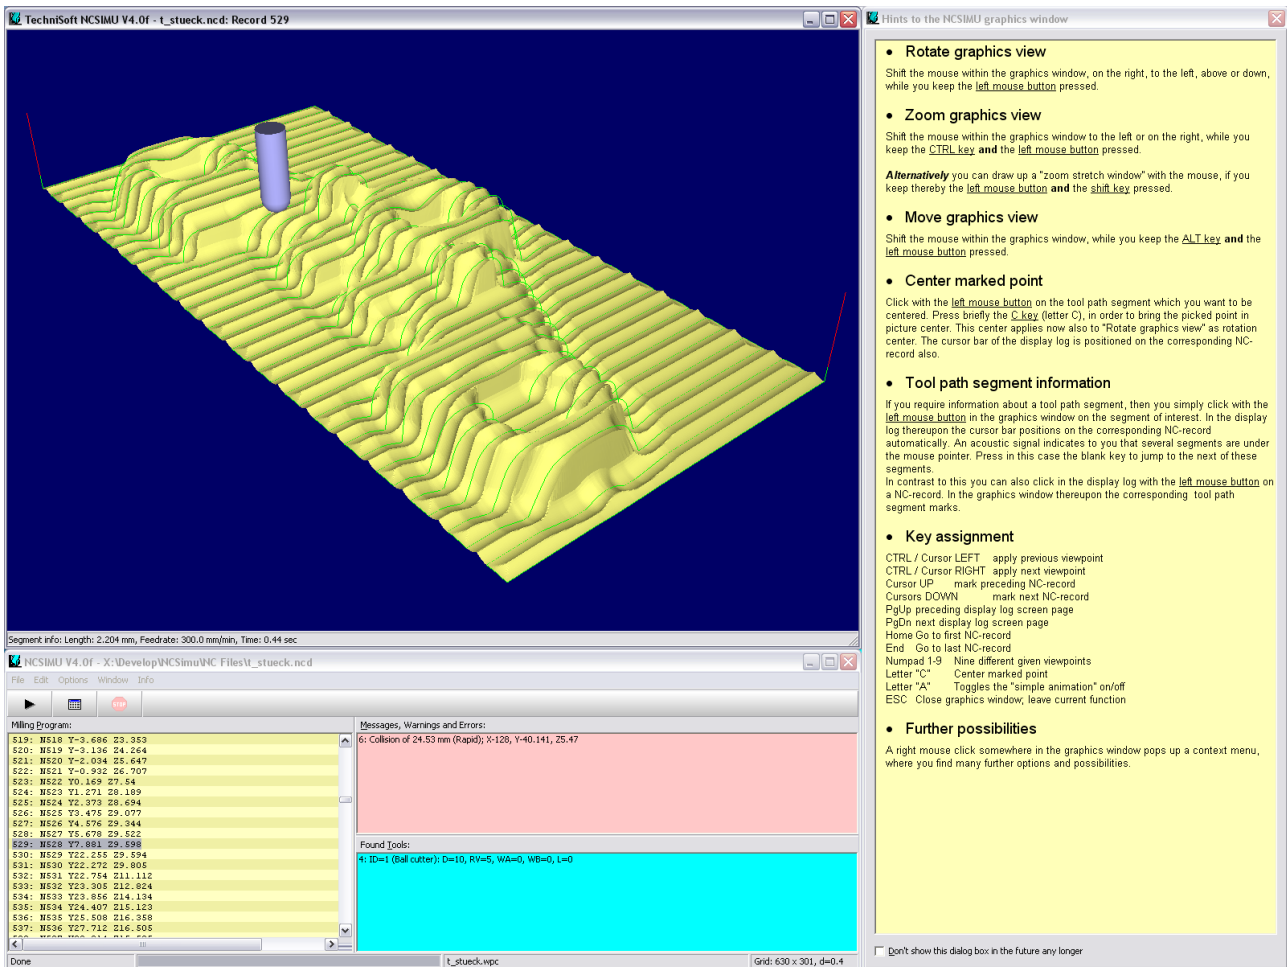 TechniSoft NCSIMU V4.0f - t_stueck.ncd: Record 529
Segment info: Length: 2.204 mm, Feedrate: 300.0 mm/min, Time: 0.44 sec
NCSIMU V4.0f - X:\Develop\NCSimu\NC Files\t_stueck.ncd
File Edit Options Window Info
STOP
Milling Program:
519: N518 Y-3.686 Z3.353
520: N519 Y-3.136 Z4.264
521: N520 Y-2.034 Z5.647
522: N521 Y-0.932 Z6.707
523: N522 Y0.169 Z7.54
524: N523 Y1.271 Z8.189
525: N524 Y2.373 Z8.694
526: N525 Y3.475 Z9.077
527: N526 Y4.576 Z9.344
528: N527 Y5.678 Z9.522
529: N528 Y7.881 Z9.598
530: N529 Y22.255 Z9.594
531: N530 Y22.272 Z9.805
532: N531 Y22.754 Z11.112
533: N532 Y23.305 Z12.824
534: N533 Y23.856 Z14.134
535: N534 Y24.407 Z15.123
536: N535 Y25.508 Z16.358
537: N536 Y27.712 Z16.505
Messages, Warnings and Errors:
6: Collision of 24.53 mm (Rapid); X-128, Y-40.141, Z5.47
Found Tools:
4: ID=1 (Ball cutter): D=10, RV=5, WA=0, WB=0, L=0
Done
t_stueck.wpc
Grid: 630 x 301, d=0.4
Hints to the NCSIMU graphics window
• Rotate graphics view
Shift the mouse within the graphics window, on the right, to the left, above or down,
while you keep the left mouse button pressed.
• Zoom graphics view
Shift the mouse within the graphics window to the left or on the right, while you
keep the CTRL key and the left mouse button pressed.
Alternatively you can draw up a "zoom stretch window" with the mouse, if you
keep thereby the left mouse button and the shift key pressed.
• Move graphics view
Shift the mouse within the graphics window, while you keep the ALT key and the
left mouse button pressed.
• Center marked point
Click with the left mouse button on the tool path segment which you want to be
centered. Press briefly the C key (letter C), in order to bring the picked point in
picture center. This center applies now also to "Rotate graphics view" as rotation
center. The cursor bar of the display log is positioned on the corresponding NC-
record also.
• Tool path segment information
If you require information about a tool path segment, then you simply click with the
left mouse button in the graphics window on the segment of interest. In the display
log thereupon the cursor bar positions on the corresponding NC-record
automatically. An acoustic signal indicates to you that several segments are under
the mouse pointer. Press in this case the blank key to jump to the next of these
segments.
In contrast to this you can also click in the display log with the left mouse button on
a NC-record. In the graphics window thereupon the corresponding tool path
segment marks.
• Key assignment
CTRL / Cursor LEFT apply previous viewpoint
CTRL / Cursor RIGHT apply next viewpoint
Cursor UP mark preceding NC-record
Cursors DOWN mark next NC-record
PgUp preceding display log screen page
PgDn next display log screen page
Home Go to first NC-record
End Go to last NC-record
Numpad 1-9 Nine different given viewpoints
Letter "C" Center marked point
Letter "A" Toggles the "simple animation" on/off
ESC Close graphics window; leave current function
• Further possibilities
A right mouse click somewhere in the graphics window pops up a context menu,
where you find many further options and possibilities.
Don't show this dialog box in the future any longer